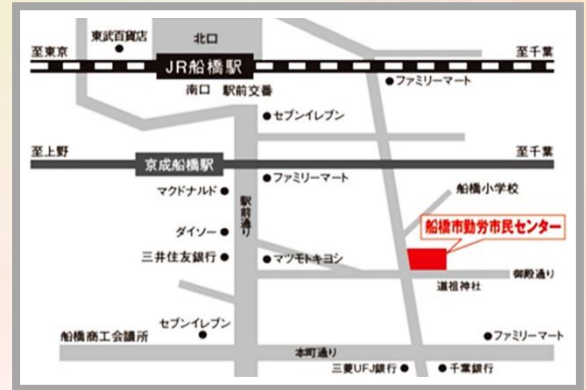 東武百貨店
北口
至東京
至千葉
JR船橋駅
南口 駅前交番
ファミリーマート
セブンイレブン
至上野
至千葉
京成船橋駅
ファミリーマート
マクドナルド
船橋小学校
駅前通り
船橋市勤労市民センター
ダイソー
三井住友銀行
マツモトキヨシ
御殿通り
道祖神社
セブンイレブン
船橋商工会議所
ファミリーマート
本町通り
三菱UFJ銀行
千葉銀行